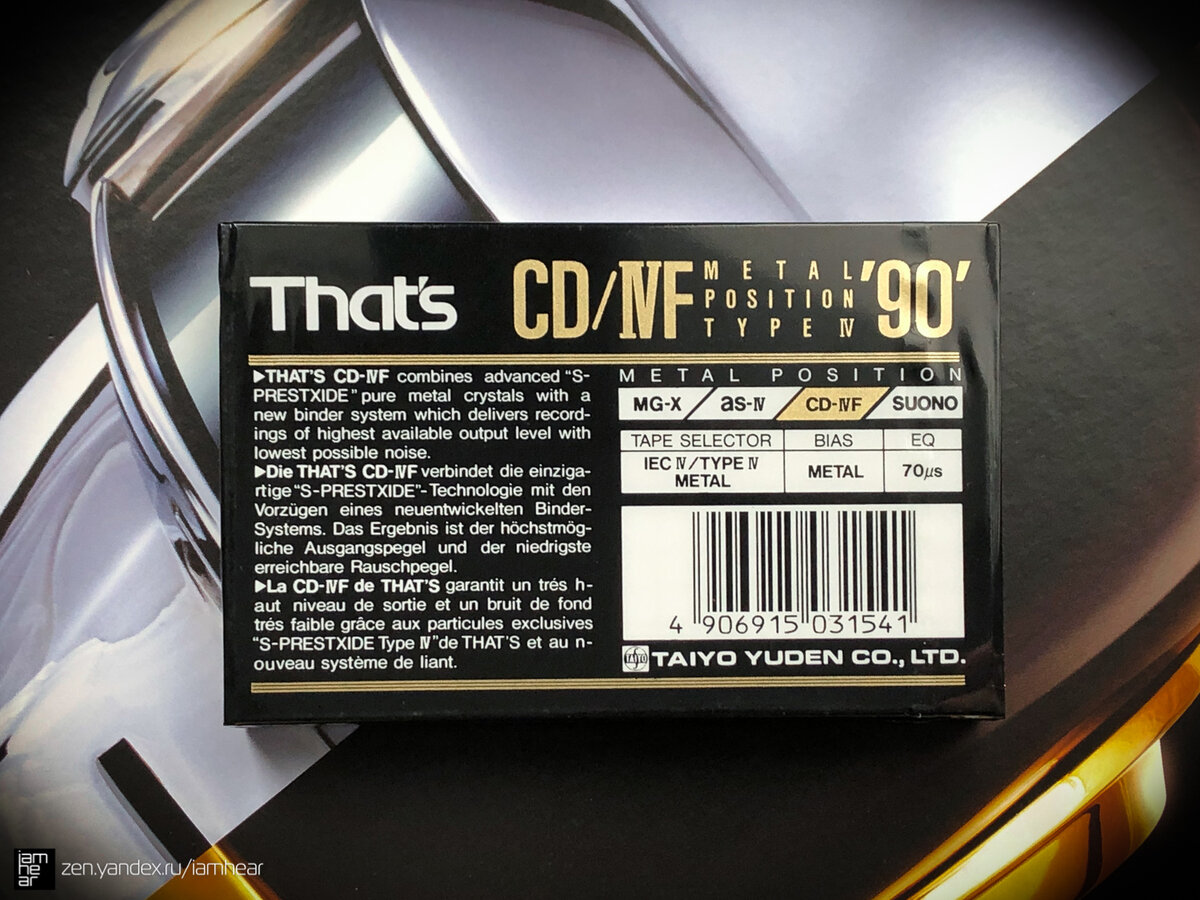 That's
CD/IVF
METAL
POSITION
TYPE IV
'90'
▶THAT'S CD-IVF combines advanced "S-
PRESTXIDE" pure metal crystals with a
new binder system which delivers record-
ings of highest available output level with
lowest possible noise.
▶Die THAT'S CD-IVF verbindet die einziga-
rtige "S-PRESTXIDE"-Technologie mit den
Vorzügen eines neuentwickelten Binder-
Systems. Das Ergebnis ist der höchstmög-
liche Ausgangspegel und der niedrigste
erreichbare Rauschpegel.
▶La CD-IVF de THAT'S garantit un trés h-
aut niveau de sortie et un bruit de fond
trés faible grâce aux particules exclusives
"S-PRESTXIDE Type IV" de THAT'S et au n-
ouveau système de liant.
METAL POSITION
MG-X / as-IV / CD-IVF / SUONO
TAPE SELECTOR BIAS EQ
IEC IV/TYPE IV
METAL
METAL
70µs
4 906915 031541
TAIYO TAIYO YUDEN CO., LTD.
iam
he
ar
zen.yandex.ru/iamhear